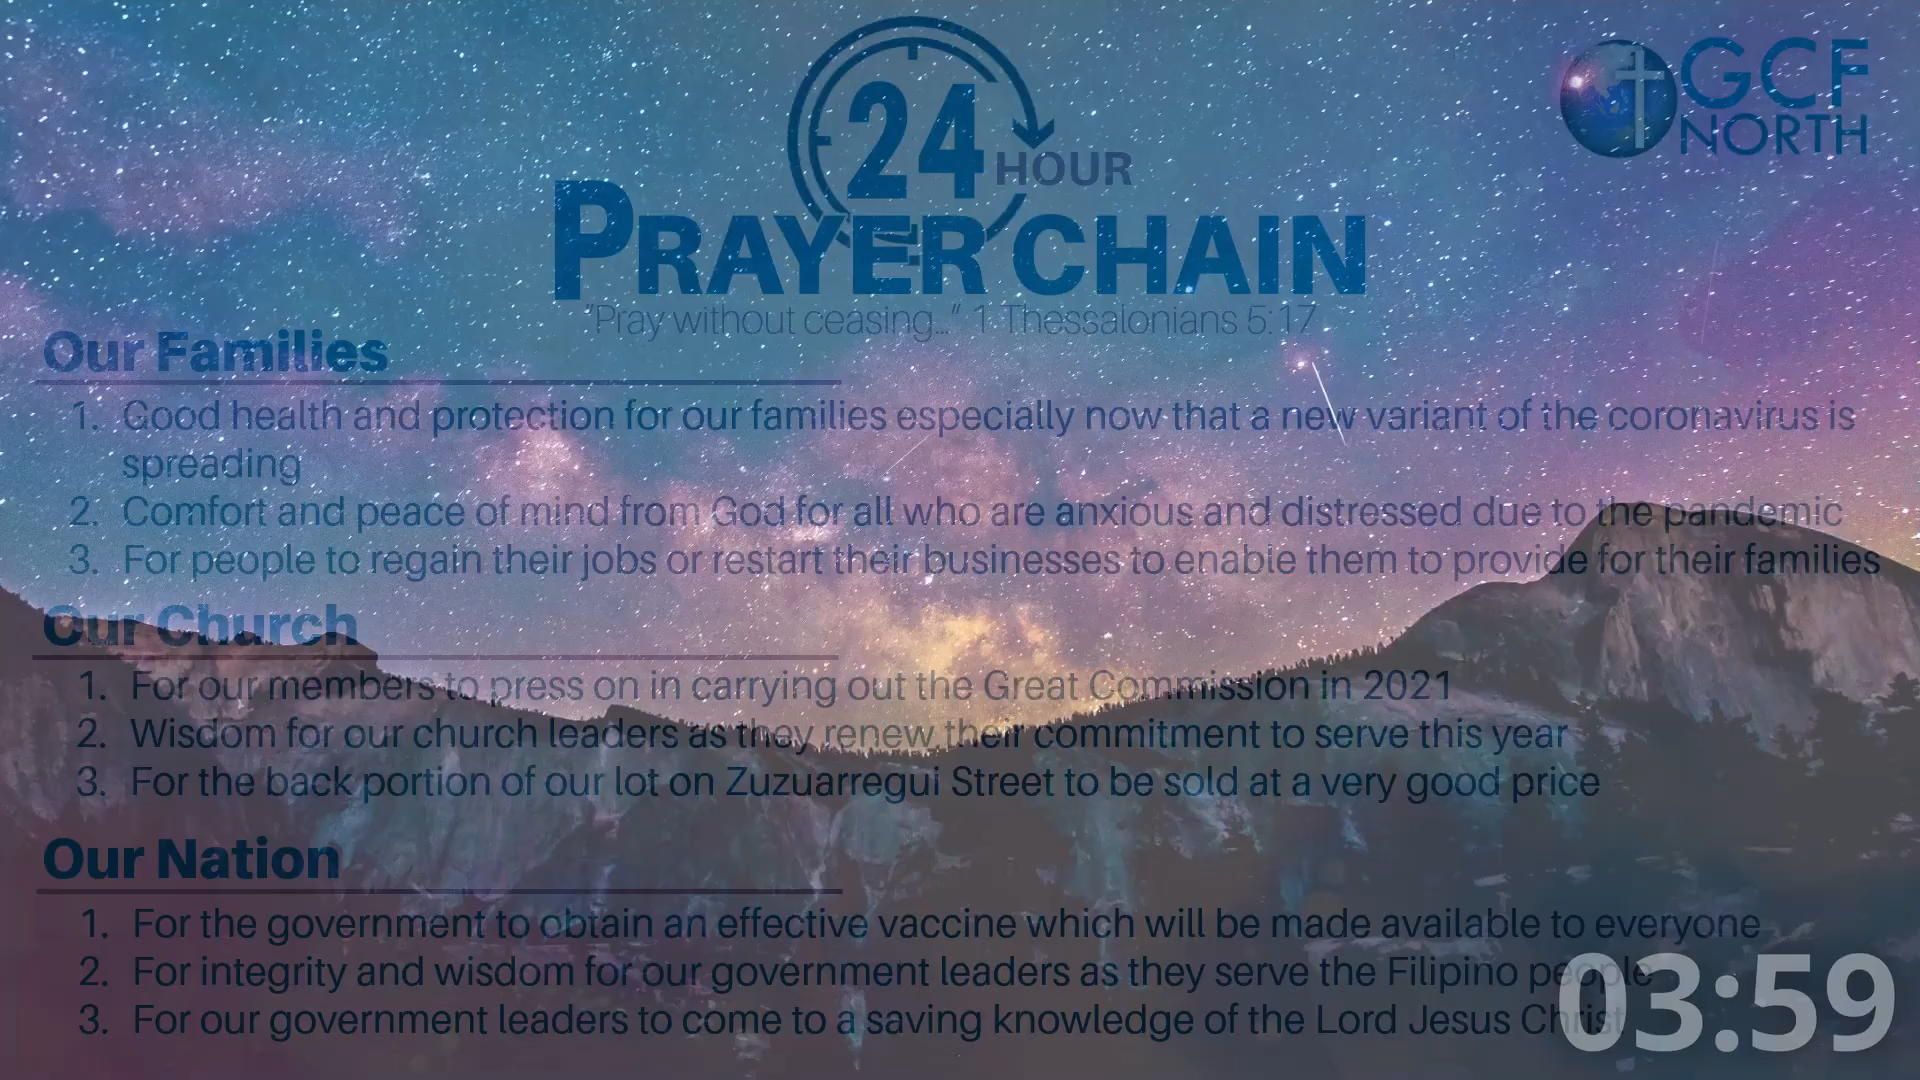 24
HOUR
GCF
NORTH
PRAYER CHAIN
"Pray without ceasing..." 1 Thessalonians 5:17
Our Families
1. Good health and protection for our families especially now that a new variant of the coronavirus is
spreading
2. Comfort and peace of mind from God for all who are anxious and distressed due to the pandemic
3. For people to regain their jobs or restart their businesses to enable them to provide for their families
Our Church
1. For our members to press on in carrying out the Great Commission in 2021
2. Wisdom for our church leaders as they renew their commitment to serve this year
3. For the back portion of our lot on Zuzuarregui Street to be sold at a very good price
Our Nation
1. For the government to obtain an effective vaccine which will be made available to everyone
2. For integrity and wisdom for our government leaders as they serve the Filipino people
3. For our government leaders to come to a saving knowledge of the Lord Jesus Christ
03:59